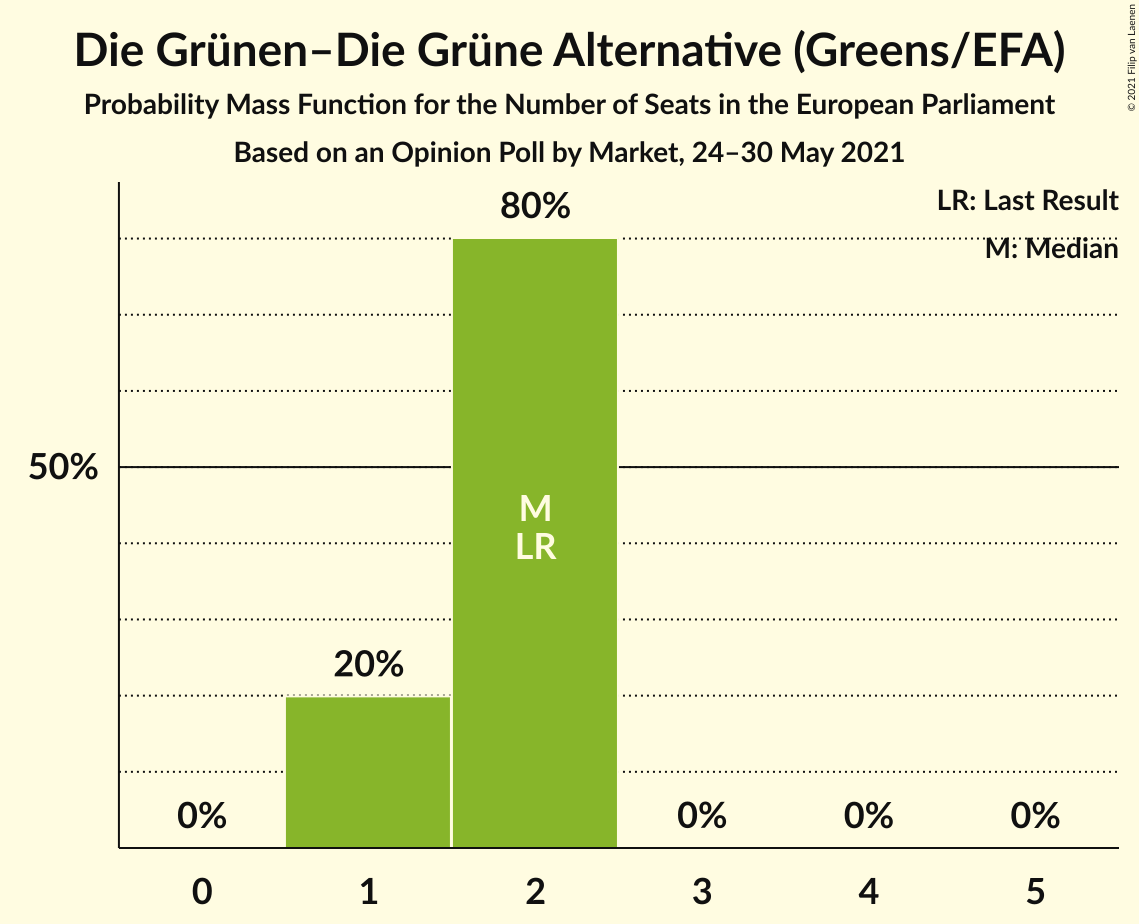 Die Grünen–Die Grüne Alternative (Greens/EFA)
Probability Mass Function for the Number of Seats in the European Parliament
Based on an Opinion Poll by Market, 24–30 May 2021
© 2021 Filip van Laenen
LR: Last Result
M: Median
80%
50%
M
LR
20%
0%
0%
0%
0%
0 1 2 3 4 5